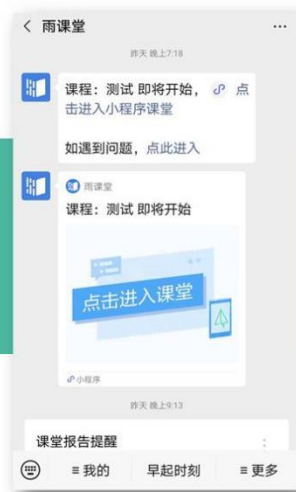 雨课堂
昨天 晚上7:18
课程：测试 即将开始， 点
击进入小程序课堂
如遇到问题，点此进入
雨课堂
课程：测试 即将开始
点击进入课堂
小程序
昨天 晚上9:13
课堂报告提醒
我的 早起时刻 更多